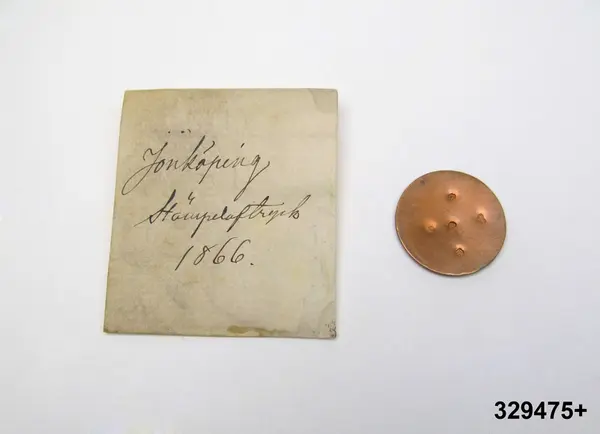 Jönköping
Stämpelaftryck
1866.
329475+